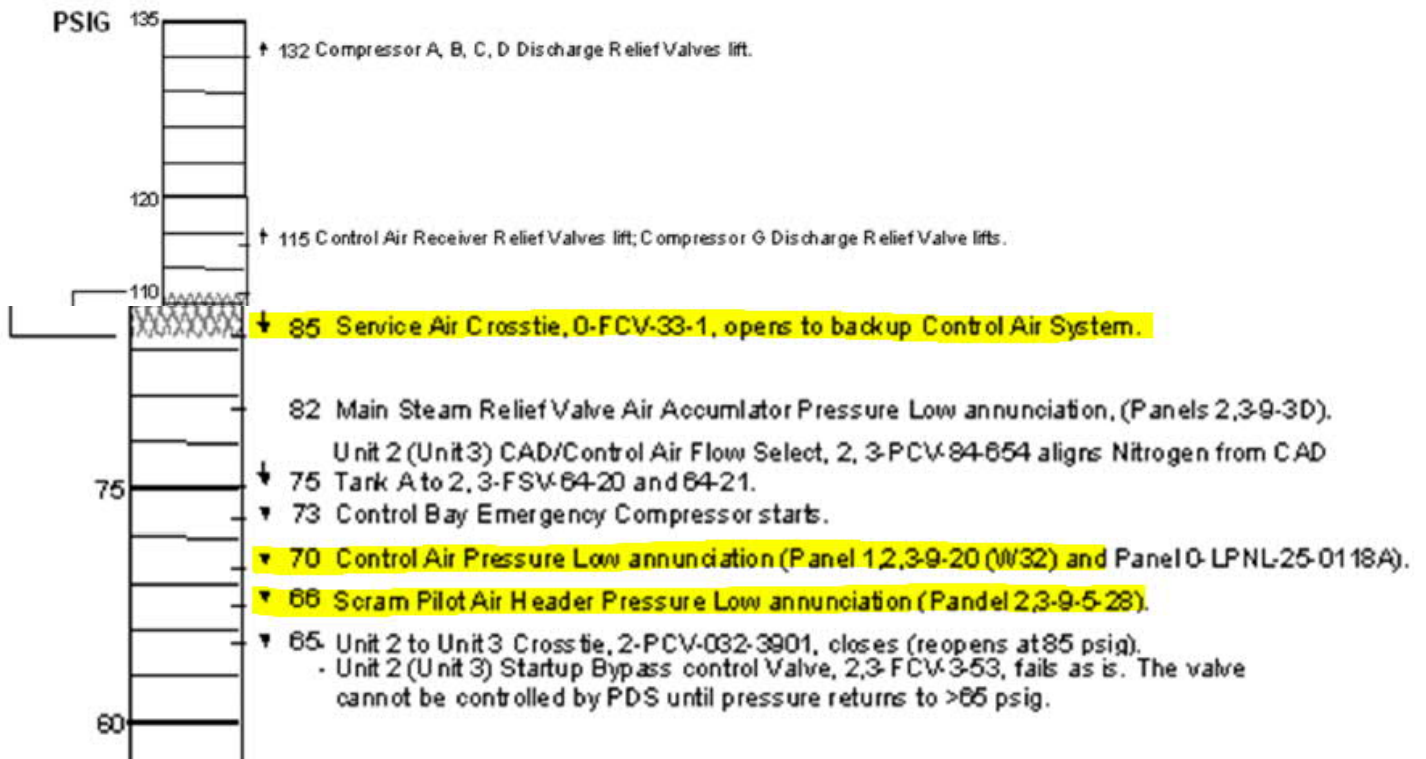 PSIG 135
132 Compressor A, B, C, D Discharge Relief Valves lift.
120
115 Control Air Receiver Relief Valves lift; Compressor G Discharge Relief Valve lifts.
110
85 Service Air Crosstie, 0-FCV-33-1, opens to backup Control Air System.
82 Main Steam Relief Valve Air Accumlator Pressure Low annunciation, (Panels 2,3-9-3D).
Unit 2 (Unit 3) CAD/Control Air Flow Select, 2, 3-PCV-84-654 aligns Nitrogen from CAD
75 75 Tank A to 2, 3-FSV-64-20 and 64-21.
73 Control Bay Emergency Compressor starts.
70 Control Air Pressure Low annunciation (Panel 1,2,3-9-20 (W32) and Panel 0-LPNL-25-0118A).
66 Scram Pilot Air Header Pressure Low annunciation (Pandel 2,3-9-5-28).
65 - Unit 2 to Unit 3 Crosstie, 2-PCV-032-3901, closes (reopens at 85 psig).
- Unit 2 (Unit 3) Startup Bypass control Valve, 2,3-FCV-3-53, fails as is. The valve
cannot be controlled by PDS until pressure returns to >65 psig.
60